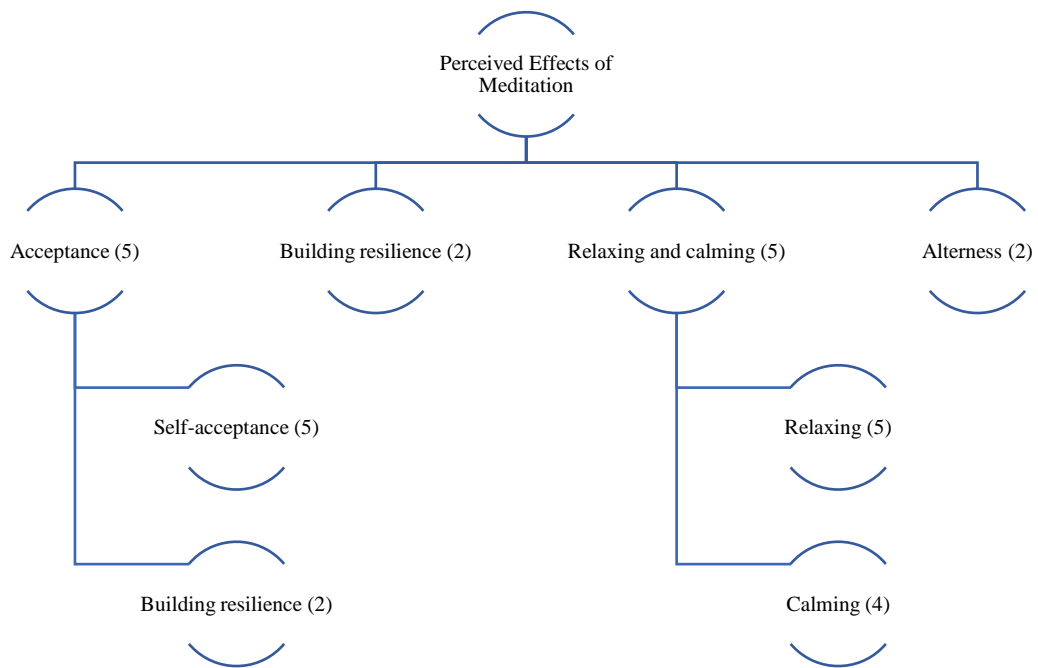 Perceived Effects of
Meditation
Acceptance (5)
Building resilience (2)
Relaxing and calming (5)
Alterness (2)
Self-acceptance (5)
Relaxing (5)
Building resilience (2)
Calming (4)